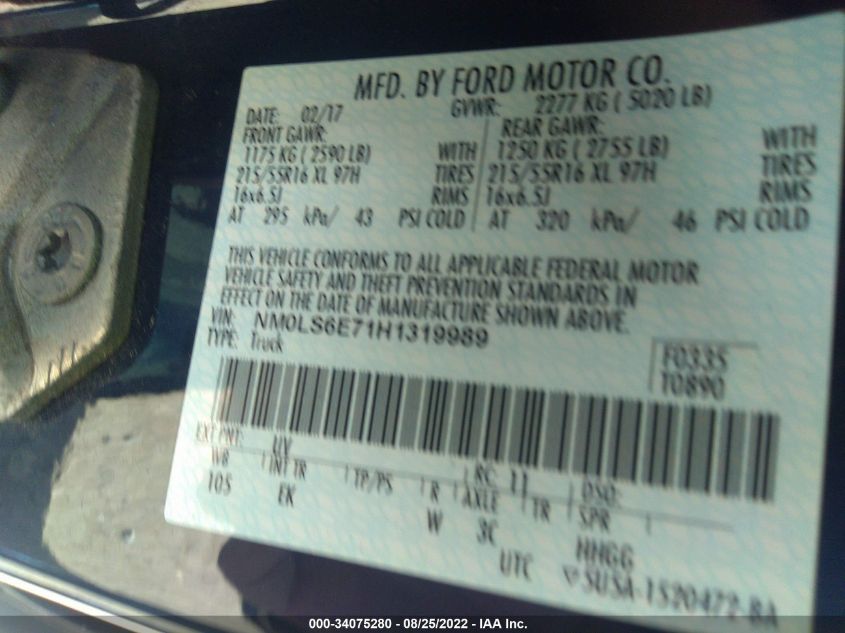 MFD. BY FORD MOTOR CO.
DATE: 02/17 GVWR: 2277 KG ( 5020 LB)
FRONT GAWR: REAR GAWR:
1175 KG ( 2590 LB) WITH 1250 KG ( 2755 LB) WITH
215/55R16 XL 97H TIRES 215/55R16 XL 97H TIRES
16x6.5J RIMS 16x6.5J RIMS
AT 295 kPa/ 43 PSI COLD AT 320 kPa/ 46 PSI COLD
THIS VEHICLE CONFORMS TO ALL APPLICABLE FEDERAL MOTOR
VEHICLE SAFETY AND THEFT PREVENTION STANDARDS IN
EFFECT ON THE DATE OF MANUFACTURE SHOWN ABOVE.
VIN: NM0LS6E71H1319989
TYPE: Truck
F0335
T0890
EXT PNT: UV RC: 11 DSO:
WB INT TR TP/PS R AXLE TR SPR
105 EK W 3C HHGG
UTC 5USA-1520472-BA
000-34075280 - 08/25/2022 - IAA Inc.